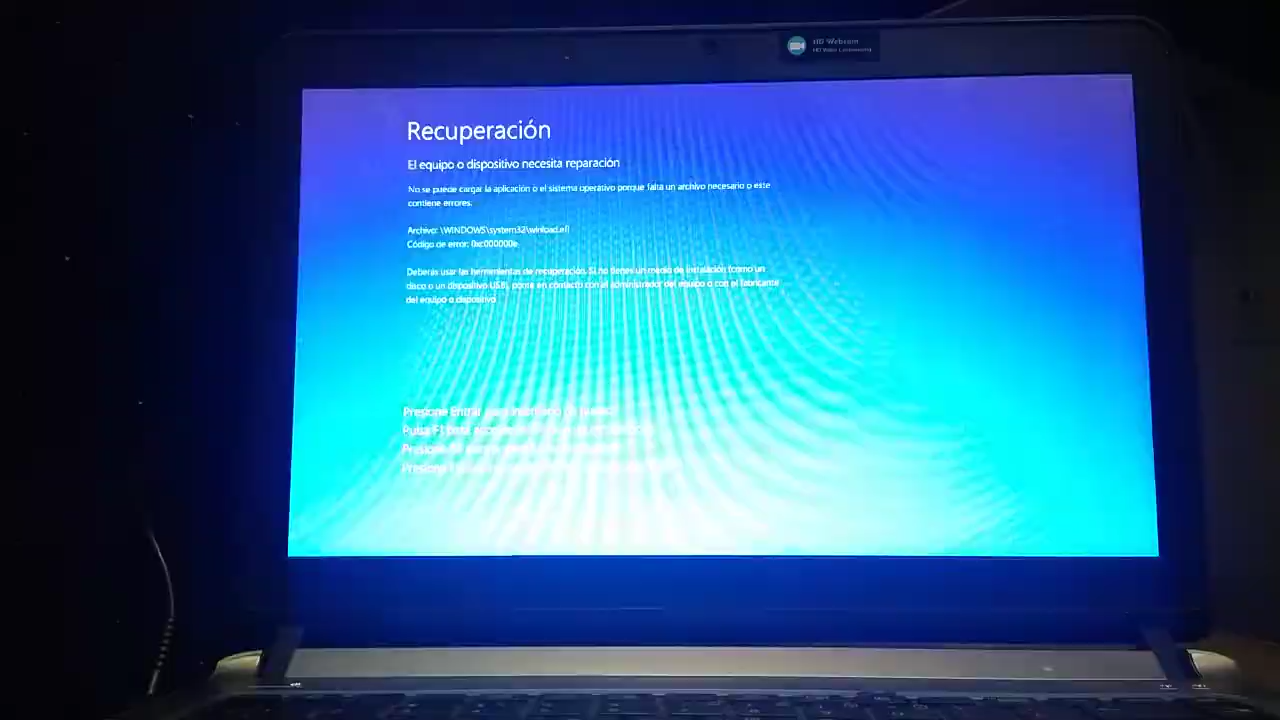 HD Webcam
Recuperación
El equipo o dispositivo necesita reparación
No se puede cargar la aplicación o el sistema operativo porque falta un archivo necesario o este
contiene errores.
Archivo: \WINDOWS\system32\winload.efi
Código de error: 0xc000000e
Deberás usar las herramientas de recuperación. Si no tienes un medio de instalación (como un
disco o un dispositivo USB), ponte en contacto con el administrador del equipo o con el fabricante
del equipo o dispositivo.
Presione Entrar para
Pulsa F1 para
Presione
Presione